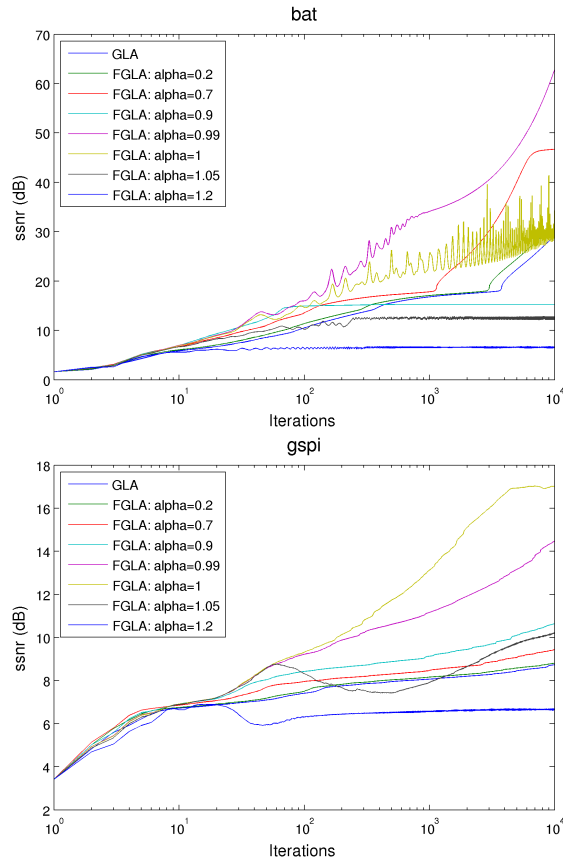 bat
70
60
50
40
30
20
10
0
ssnr (dB)
GLA
FGLA: alpha=0.2
FGLA: alpha=0.7
FGLA: alpha=0.9
FGLA: alpha=0.99
FGLA: alpha=1
FGLA: alpha=1.05
FGLA: alpha=1.2
10^0 10^1 10^2 10^3 10^4
Iterations
gspi
18
16
14
12
10
8
6
4
2
ssnr (dB)
GLA
FGLA: alpha=0.2
FGLA: alpha=0.7
FGLA: alpha=0.9
FGLA: alpha=0.99
FGLA: alpha=1
FGLA: alpha=1.05
FGLA: alpha=1.2
10^0 10^1 10^2 10^3 10^4
Iterations